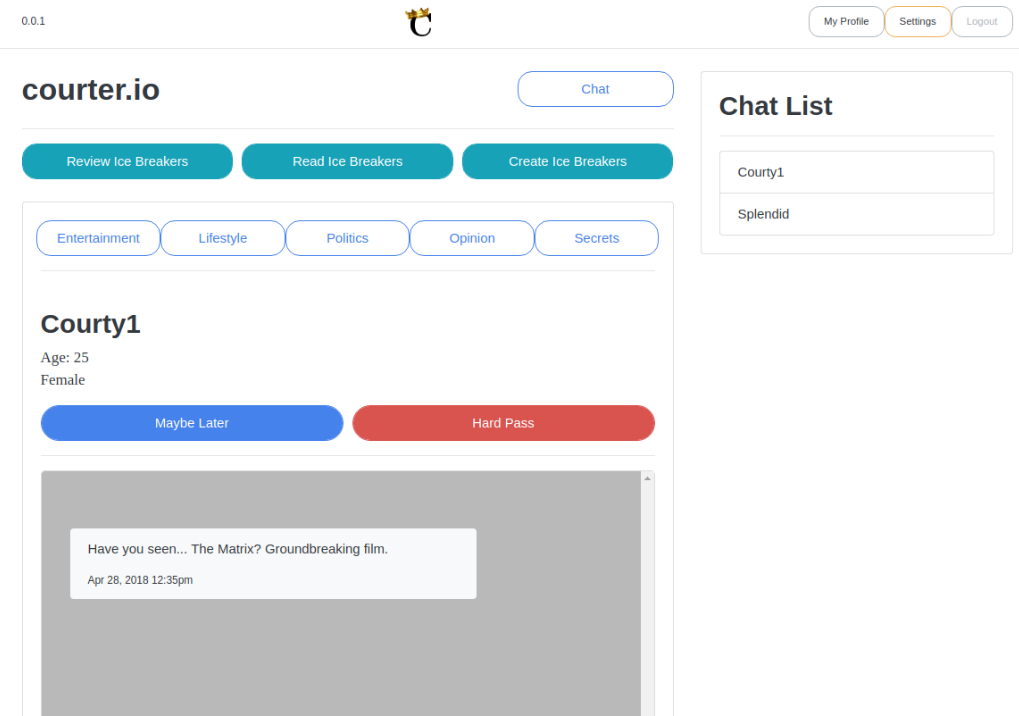 0.0.1
C
My Profile
Settings
Logout
courter.io
Chat
Review Ice Breakers
Read Ice Breakers
Create Ice Breakers
Entertainment
Lifestyle
Politics
Opinion
Secrets
Courty1
Age: 25
Female
Maybe Later
Hard Pass
Have you seen... The Matrix? Groundbreaking film.
Apr 28, 2018 12:35pm
Chat List
Courty1
Splendid